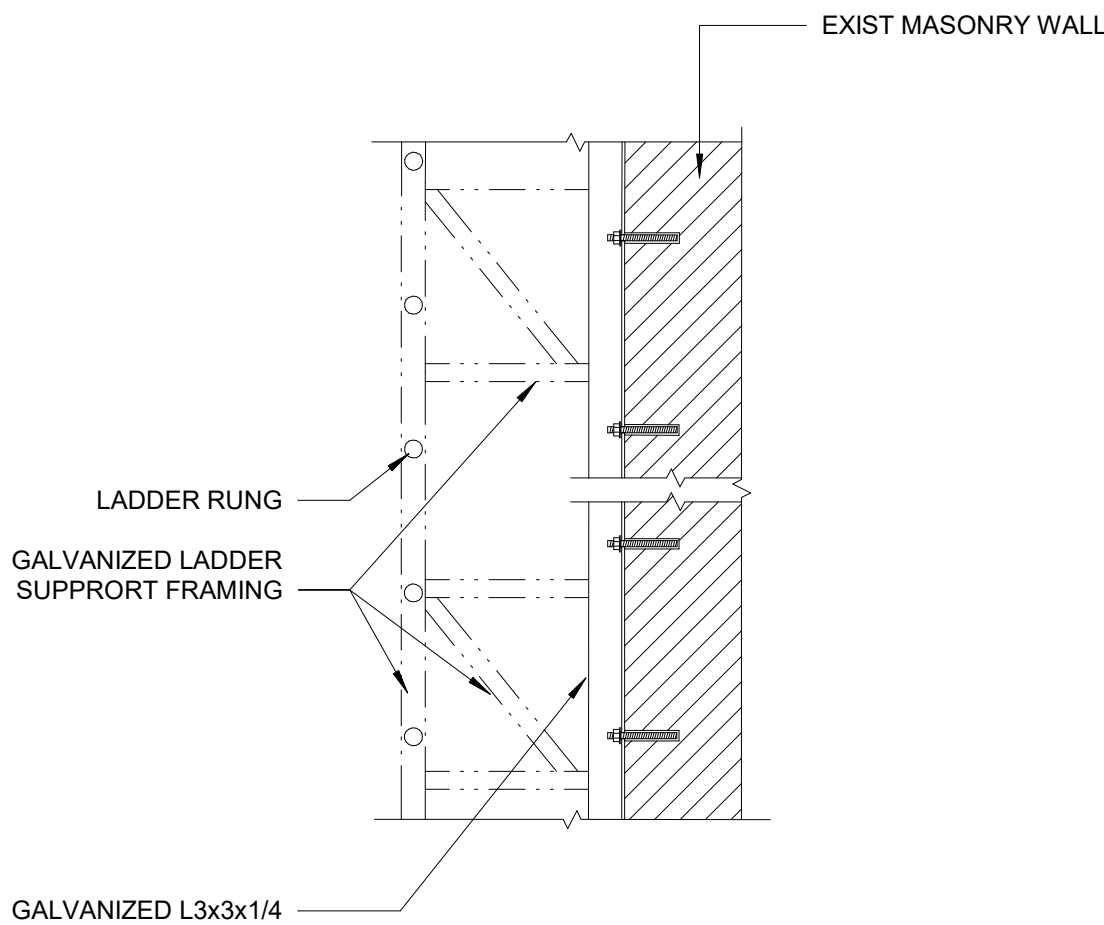 EXIST MASONRY WALL
LADDER RUNG
GALVANIZED LADDER
SUPPRORT FRAMING
GALVANIZED L3x3x1/4